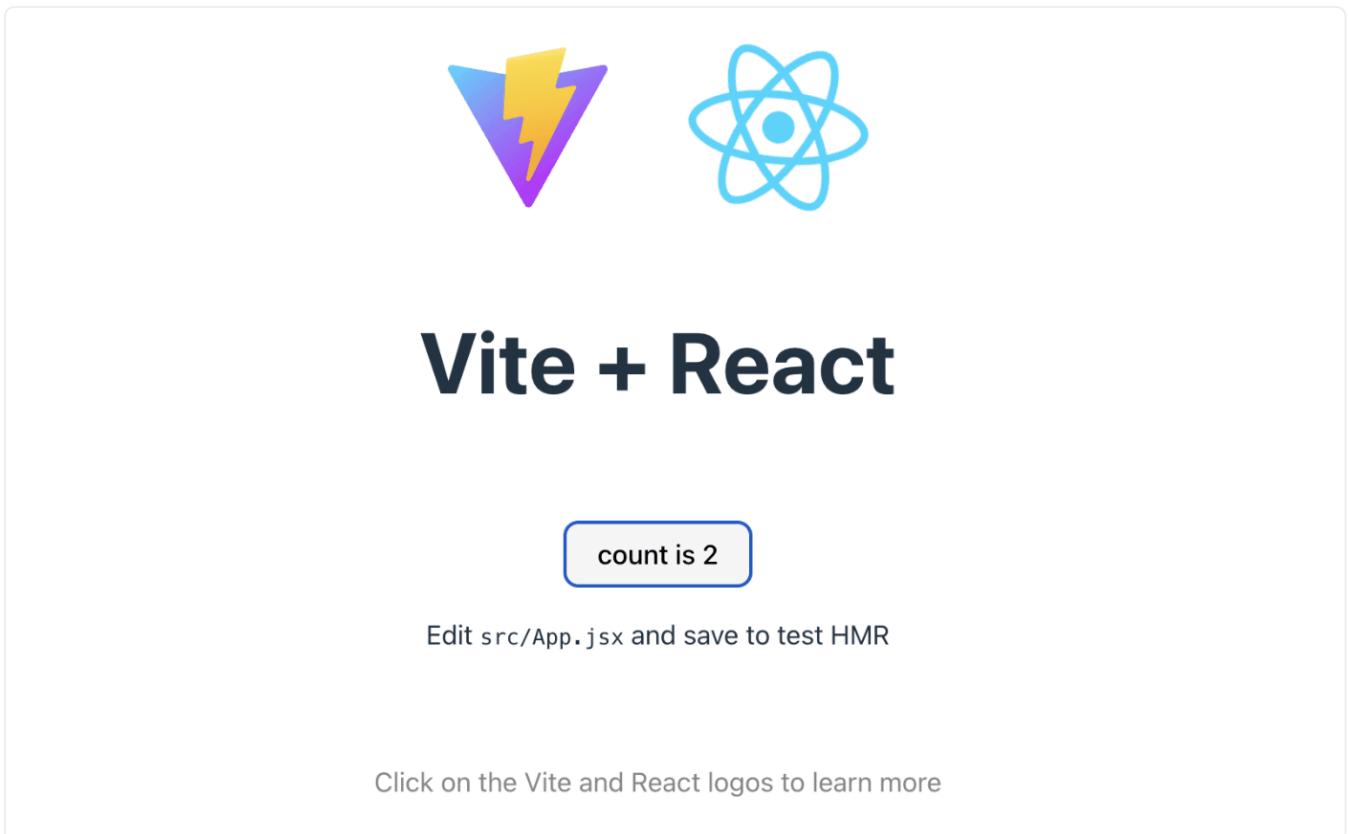 Vite + React
count is 2
Edit src/App.jsx and save to test HMR
Click on the Vite and React logos to learn more